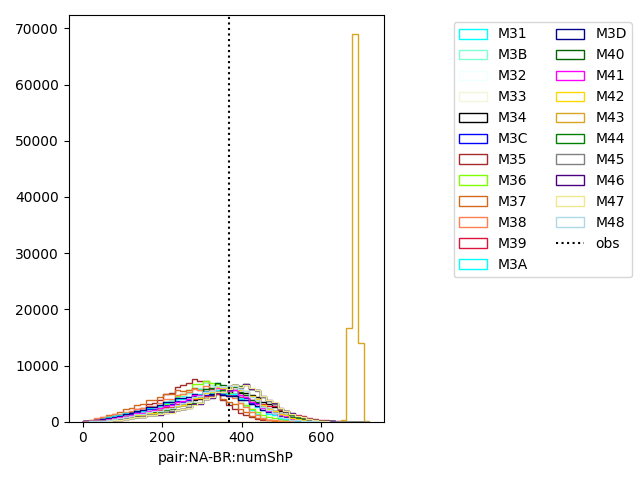 70000
60000
50000
40000
30000
20000
10000
0
0 200 400 600
pair:NA-BR:numShP
M31
M3B
M32
M33
M34
M3C
M35
M36
M37
M38
M39
M3A
M3D
M40
M41
M42
M43
M44
M45
M46
M47
M48
obs